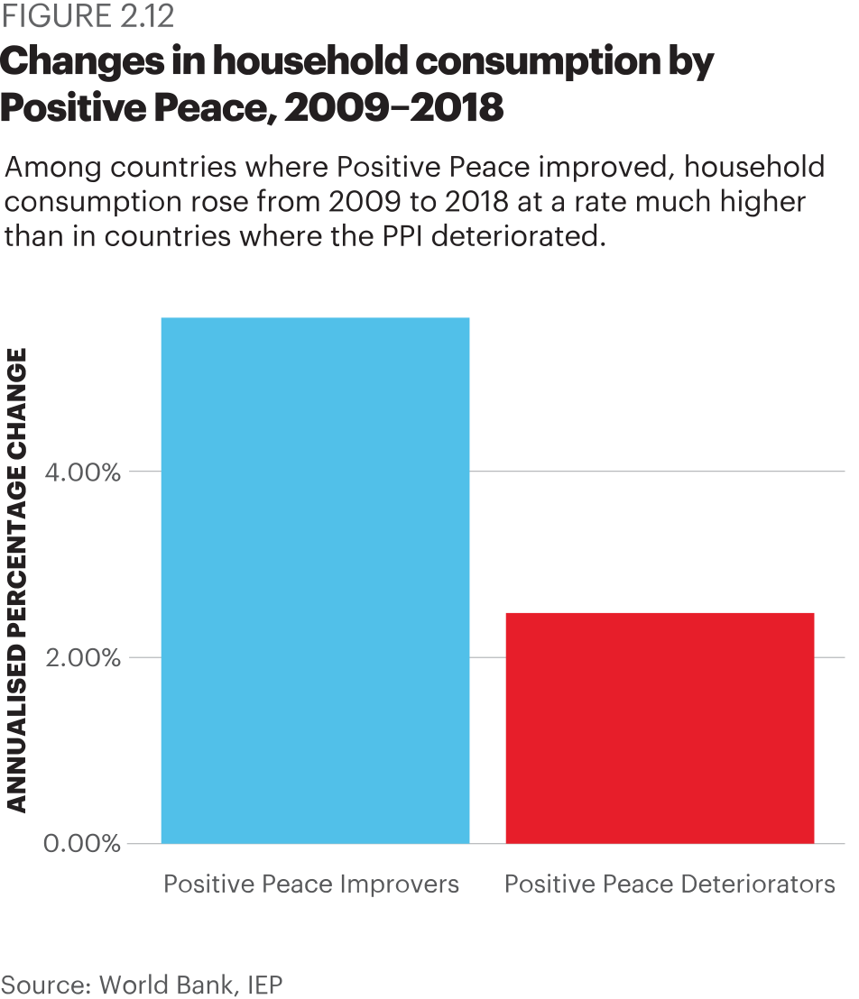 FIGURE 2.12
Changes in household consumption by
Positive Peace, 2009–2018
Among countries where Positive Peace improved, household
consumption rose from 2009 to 2018 at a rate much higher
than in countries where the PPI deteriorated.
ANNUALISED PERCENTAGE CHANGE
4.00%
2.00%
0.00%
Positive Peace Improvers
Positive Peace Deteriorators
Source: World Bank, IEP